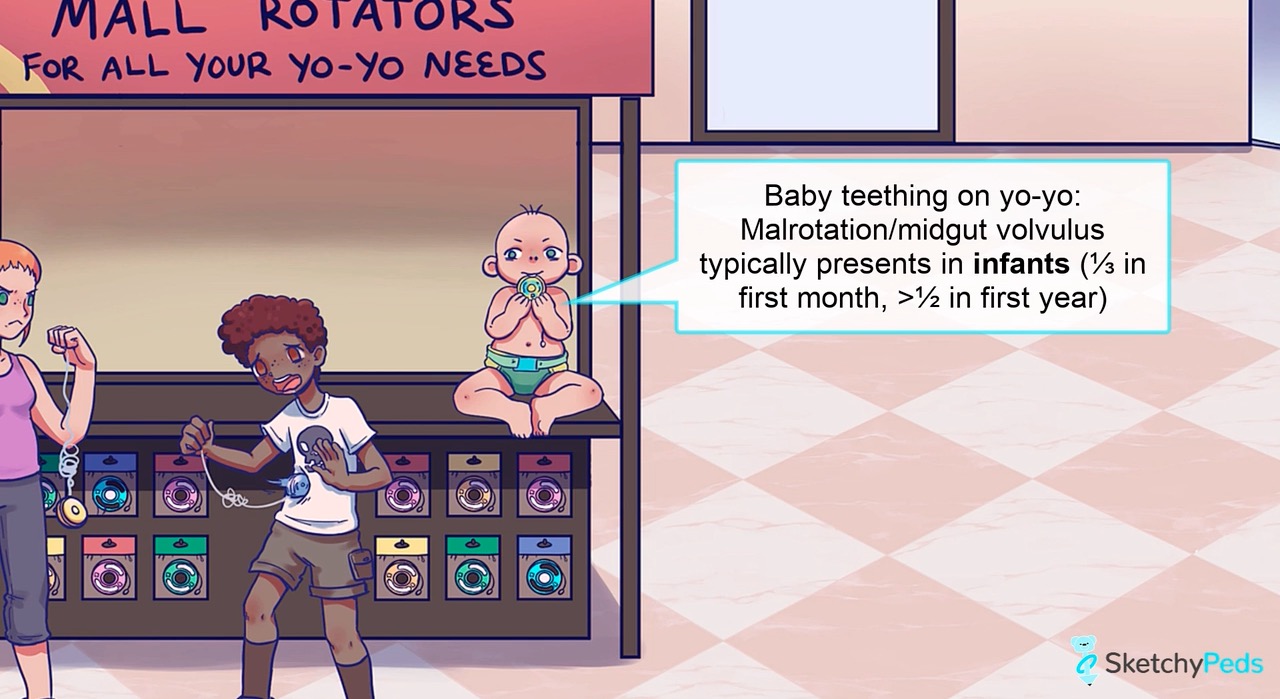 MALL ROTATORS
FOR ALL YOUR YO-YO NEEDS
Baby teething on yo-yo:
Malrotation/midgut volvulus
typically presents in infants (⅓ in
first month, >½ in first year)
SketchyPeds